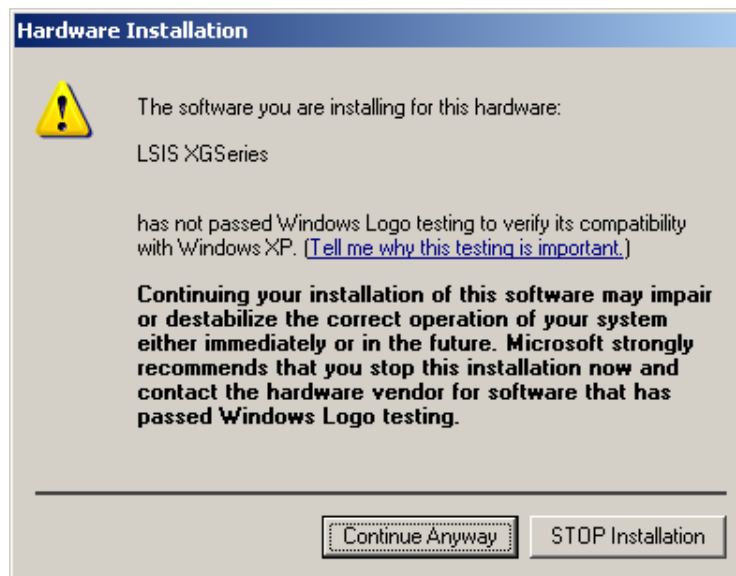 Hardware Installation
The software you are installing for this hardware:
LSIS XGSeries
has not passed Windows Logo testing to verify its compatibility
with Windows XP. (Tell me why this testing is important.)
Continuing your installation of this software may impair
or destabilize the correct operation of your system
either immediately or in the future. Microsoft strongly
recommends that you stop this installation now and
contact the hardware vendor for software that has
passed Windows Logo testing.
Continue Anyway
STOP Installation